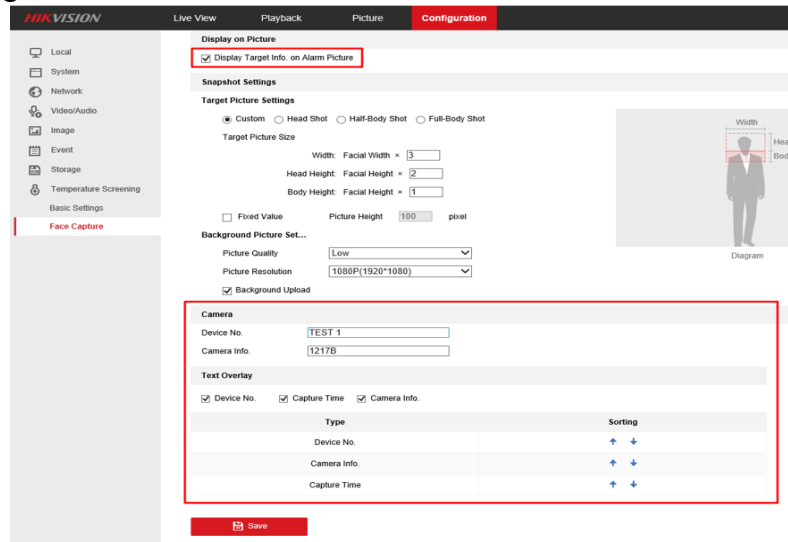 HIKVISION Live View Playback Picture Configuration
Local
System
Network
Video/Audio
Image
Event
Storage
Temperature Screening
Basic Settings
Face Capture
Display on Picture
Display Target Info. on Alarm Picture
Snapshot Settings
Target Picture Settings
Custom Head Shot Half-Body Shot Full-Body Shot
Target Picture Size
Width: Facial Width × 3
Head Height: Facial Height × 2
Body Height: Facial Height × 1
Fixed Value Picture Height 100 pixel
Background Picture Set...
Picture Quality Low
Picture Resolution 1080P(1920*1080)
Background Upload
Width
Hea
Bod
Diagram
Camera
Device No. TEST 1
Camera Info. 1217B
Text Overlay
Device No. Capture Time Camera Info.
Type Sorting
Device No.
Camera Info.
Capture Time
Save